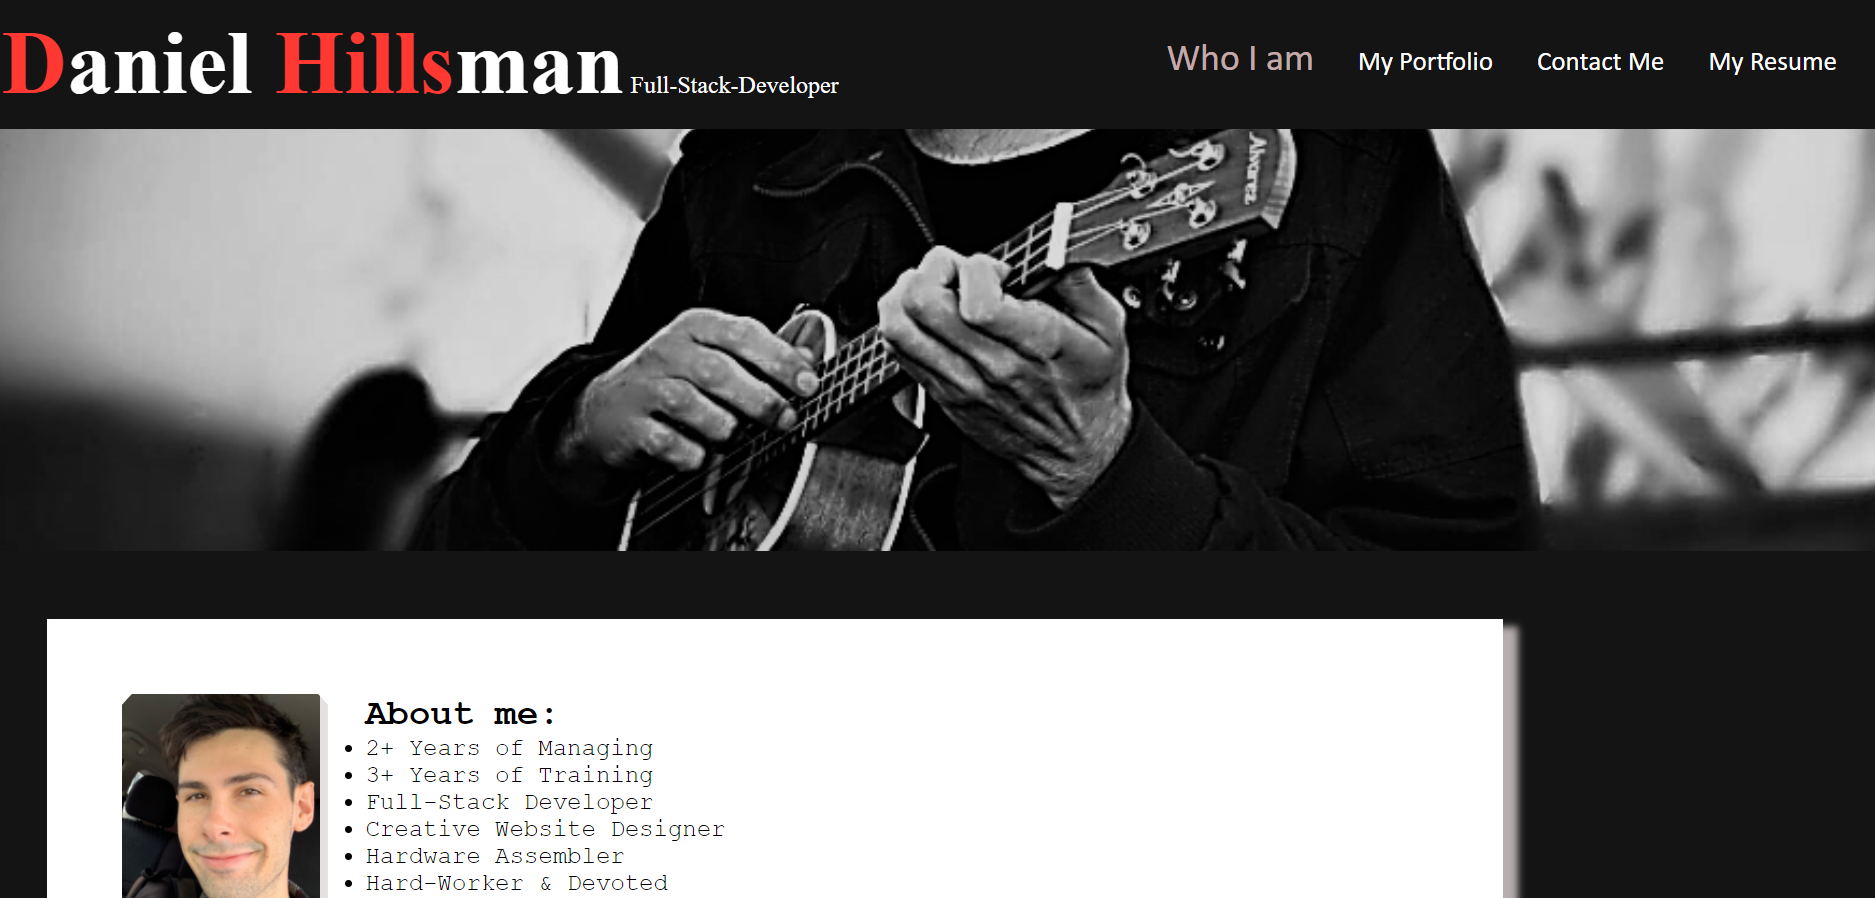 Daniel Hillsman Full-Stack-Developer
Who I am My Portfolio Contact Me My Resume
Alvarez
About me:
• 2+ Years of Managing
• 3+ Years of Training
• Full-Stack Developer
• Creative Website Designer
• Hardware Assembler
• Hard-Worker & Devoted